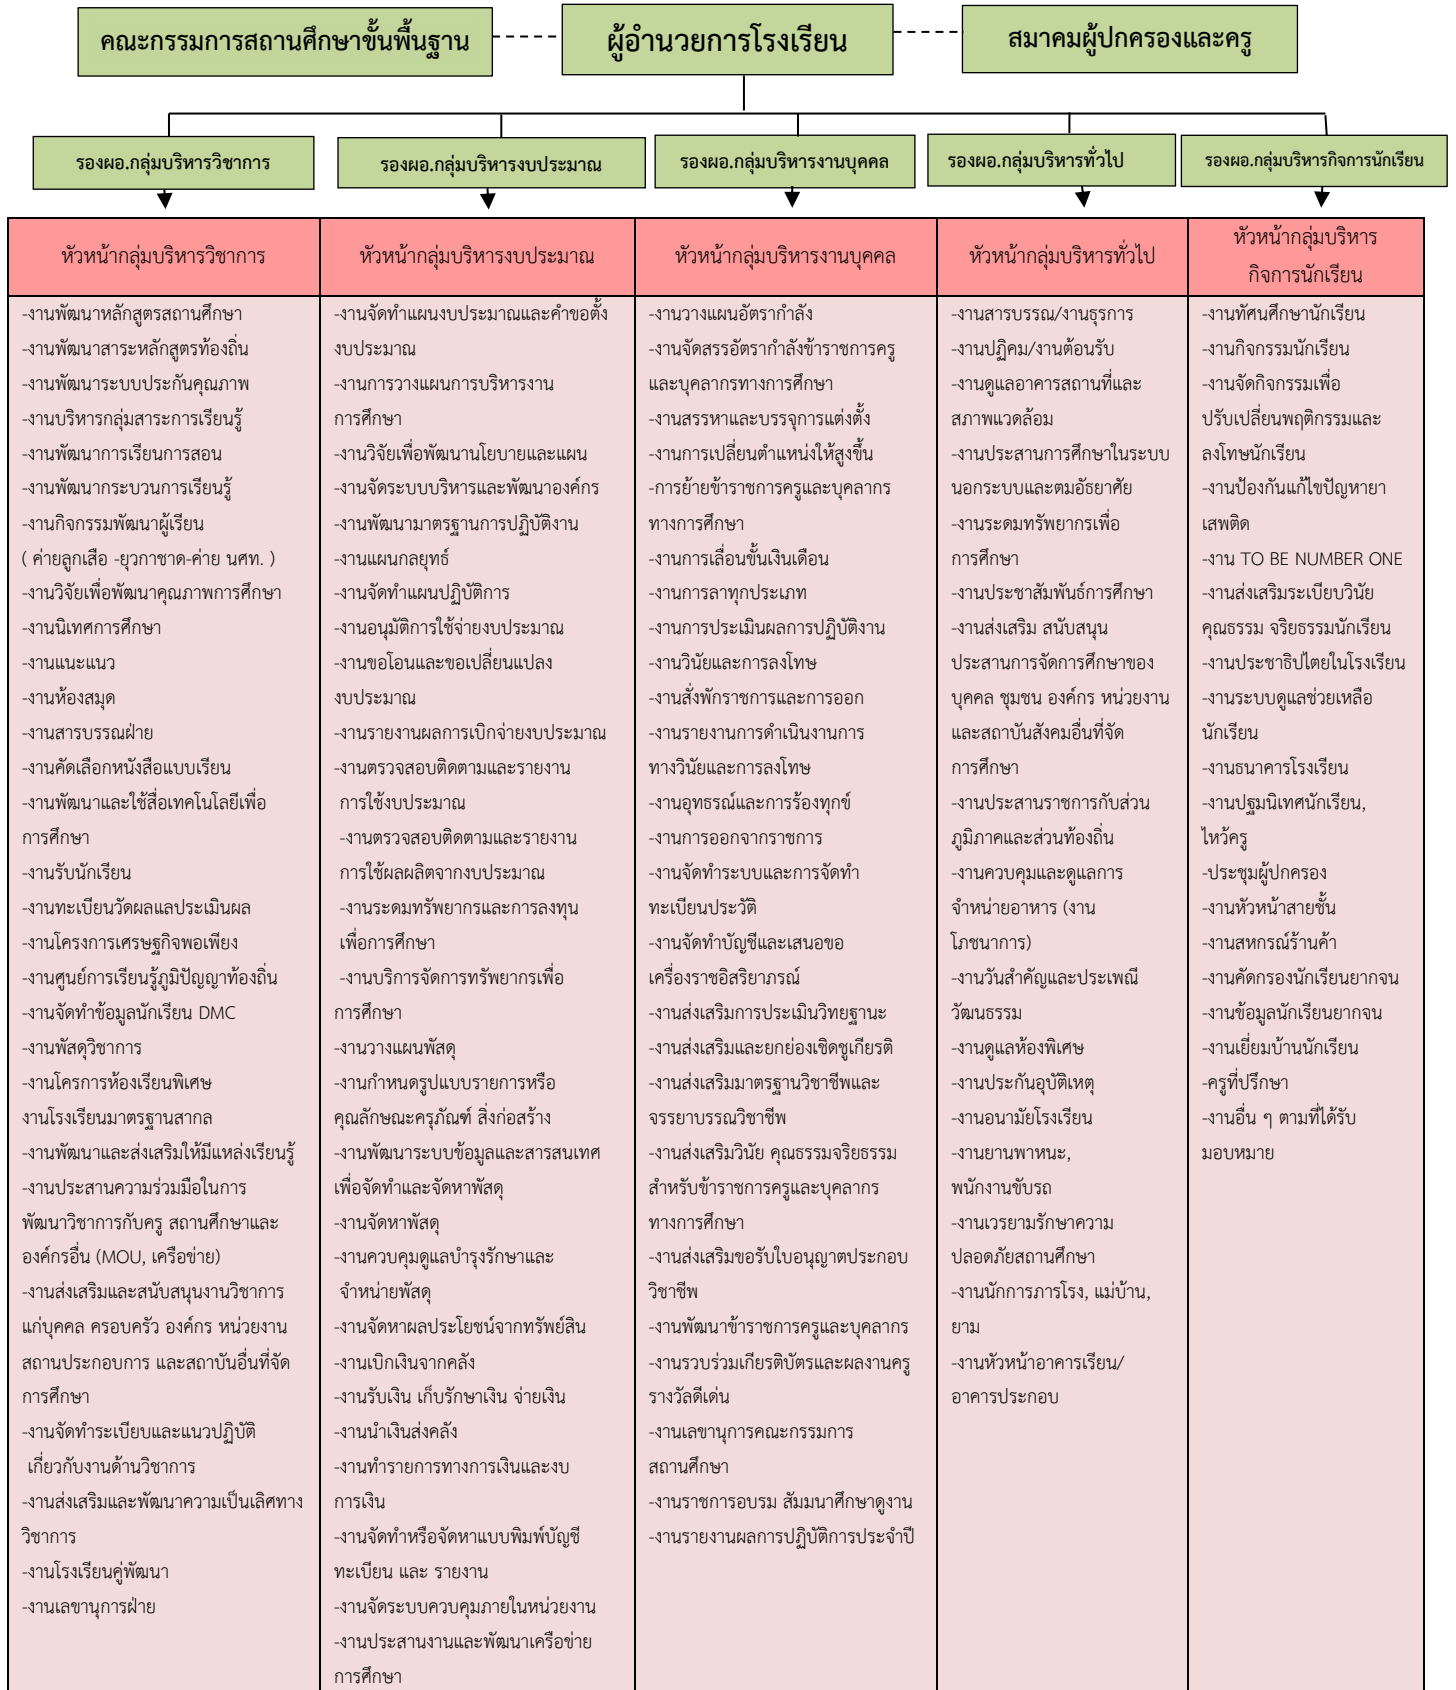 คณะกรรมการสถานศึกษาขั้นพื้นฐาน
ผู้อำนวยการโรงเรียน
สมาคมผู้ปกครองและครู
รองผอ.กลุ่มบริหารวิชาการ
รองผอ.กลุ่มบริหารงบประมาณ
รองผอ.กลุ่มบริหารงานบุคคล
รองผอ.กลุ่มบริหารทั่วไป
รองผอ.กลุ่มบริหารกิจการนักเรียน
หัวหน้ากลุ่มบริหารวิชาการ
-งานพัฒนาหลักสูตรสถานศึกษา
-งานพัฒนาสาระหลักสูตรท้องถิ่น
-งานพัฒนาระบบประกันคุณภาพ
-งานบริหารกลุ่มสาระการเรียนรู้
-งานพัฒนาการเรียนการสอน
-งานพัฒนากระบวนการเรียนรู้
-งานกิจกรรมพัฒนาผู้เรียน
( ค่ายลูกเสือ -ยุวกาชาด-ค่าย นศท. )
-งานวิจัยเพื่อพัฒนาคุณภาพการศึกษา
-งานนิเทศการศึกษา
-งานแนะแนว
-งานห้องสมุด
-งานสารบรรณฝ่าย
-งานคัดเลือกหนังสือแบบเรียน
-งานพัฒนาและใช้สื่อเทคโนโลยีเพื่อ
การศึกษา
-งานรับนักเรียน
-งานทะเบียนวัดผลแลประเมินผล
-งานโครงการเศรษฐกิจพอเพียง
-งานศูนย์การเรียนรู้ภูมิปัญญาท้องถิ่น
-งานจัดทำข้อมูลนักเรียน DMC
-งานพัสดุวิชาการ
-งานโครการห้องเรียนพิเศษ
งานโรงเรียนมาตรฐานสากล
-งานพัฒนาและส่งเสริมให้มีแหล่งเรียนรู้
-งานประสานความร่วมมือในการ
พัฒนาวิชาการกับครู สถานศึกษาและ
องค์กรอื่น (MOU, เครือข่าย)
-งานส่งเสริมและสนับสนุนงานวิชาการ
แก่บุคคล ครอบครัว องค์กร หน่วยงาน
สถานประกอบการ และสถาบันอื่นที่จัด
การศึกษา
-งานจัดทำระเบียบและแนวปฏิบัติ
เกี่ยวกับงานด้านวิชาการ
-งานส่งเสริมและพัฒนาความเป็นเลิศทาง
วิชาการ
-งานโรงเรียนคู่พัฒนา
-งานเลขานุการฝ่าย
หัวหน้ากลุ่มบริหารงบประมาณ
-งานจัดทำแผนงบประมาณและคำขอตั้ง
งบประมาณ
-งานการวางแผนการบริหารงาน
การศึกษา
-งานวิจัยเพื่อพัฒนานโยบายและแผน
-งานจัดระบบบริหารและพัฒนาองค์กร
-งานพัฒนามาตรฐานการปฏิบัติงาน
-งานแผนกลยุทธ์
-งานจัดทำแผนปฏิบัติการ
-งานอนุมัติการใช้จ่ายงบประมาณ
-งานขอโอนและขอเปลี่ยนแปลง
งบประมาณ
-งานรายงานผลการเบิกจ่ายงบประมาณ
-งานตรวจสอบติดตามและรายงาน
การใช้งบประมาณ
-งานตรวจสอบติดตามและรายงาน
การใช้ผลผลิตจากงบประมาณ
-งานระดมทรัพยากรและการลงทุน
เพื่อการศึกษา
-งานบริการจัดการทรัพยากรเพื่อ
การศึกษา
-งานวางแผนพัสดุ
-งานกำหนดรูปแบบรายการหรือ
คุณลักษณะครุภัณฑ์ สิ่งก่อสร้าง
-งานพัฒนาระบบข้อมูลและสารสนเทศ
เพื่อจัดทำและจัดหาพัสดุ
-งานจัดหาพัสดุ
-งานควบคุมดูแลบำรุงรักษาและ
จำหน่ายพัสดุ
-งานจัดหาผลประโยชน์จากทรัพย์สิน
-งานเบิกเงินจากคลัง
-งานรับเงิน เก็บรักษาเงิน จ่ายเงิน
-งานนำเงินส่งคลัง
-งานทำรายการทางการเงินและงบ
การเงิน
-งานจัดทำหรือจัดหาแบบพิมพ์บัญชี
ทะเบียน และ รายงาน
-งานจัดระบบควบคุมภายในหน่วยงาน
-งานประสานงานและพัฒนาเครือข่าย
การศึกษา
หัวหน้ากลุ่มบริหารงานบุคคล
-งานวางแผนอัตรากำลัง
-งานจัดสรรอัตรากำลังข้าราชการครู
และบุคลากรทางการศึกษา
-งานสรรหาและบรรจุการแต่งตั้ง
-งานการเปลี่ยนตำแหน่งให้สูงขึ้น
-การย้ายข้าราชการครูและบุคลากร
ทางการศึกษา
-งานการเลื่อนขั้นเงินเดือน
-งานการลาทุกประเภท
-งานการประเมินผลการปฏิบัติงาน
-งานวินัยและการลงโทษ
-งานสั่งพักราชการและการออก
-งานรายงานการดำเนินงานการ
ทางวินัยและการลงโทษ
-งานอุทธรณ์และการร้องทุกข์
-งานการออกจากราชการ
-งานจัดทำระบบและการจัดทำ
ทะเบียนประวัติ
-งานจัดทำบัญชีและเสนอขอ
เครื่องราชอิสริยาภรณ์
-งานส่งเสริมการประเมินวิทยฐานะ
-งานส่งเสริมและยกย่องเชิดชูเกียรติ
-งานส่งเสริมมาตรฐานวิชาชีพและ
จรรยาบรรณวิชาชีพ
-งานส่งเสริมวินัย คุณธรรมจริยธรรม
สำหรับข้าราชการครูและบุคลากร
ทางการศึกษา
-งานส่งเสริมขอรับใบอนุญาตประกอบ
วิชาชีพ
-งานพัฒนาข้าราชการครูและบุคลากร
-งานรวบร่วมเกียรติบัตรและผลงานครู
รางวัลดีเด่น
-งานเลขานุการคณะกรรมการ
สถานศึกษา
-งานราชการอบรม สัมมนาศึกษาดูงาน
-งานรายงานผลการปฏิบัติการประจำปี
หัวหน้ากลุ่มบริหารทั่วไป
-งานสารบรรณ/งานธุรการ
-งานปฏิคม/งานต้อนรับ
-งานดูแลอาคารสถานที่และ
สภาพแวดล้อม
-งานประสานการศึกษาในระบบ
นอกระบบและตมอัธยาศัย
-งานระดมทรัพยากรเพื่อ
การศึกษา
-งานประชาสัมพันธ์การศึกษา
-งานส่งเสริม สนับสนุน
ประสานการจัดการศึกษาของ
บุคคล ชุมชน องค์กร หน่วยงาน
และสถาบันสังคมอื่นที่จัด
การศึกษา
-งานประสานราชการกับส่วน
ภูมิภาคและส่วนท้องถิ่น
-งานควบคุมและดูแลการ
จำหน่ายอาหาร (งาน
โภชนาการ)
-งานวันสำคัญและประเพณี
วัฒนธรรม
-งานดูแลห้องพิเศษ
-งานประกันอุบัติเหตุ
-งานอนามัยโรงเรียน
-งานยานพาหนะ,
พนักงานขับรถ
-งานเวรยามรักษาความ
ปลอดภัยสถานศึกษา
-งานนักการภารโรง, แม่บ้าน,
ยาม
-งานหัวหน้าอาคารเรียน/
อาคารประกอบ
หัวหน้ากลุ่มบริหาร
กิจการนักเรียน
-งานทัศนศึกษานักเรียน
-งานกิจกรรมนักเรียน
-งานจัดกิจกรรมเพื่อ
ปรับเปลี่ยนพฤติกรรมและ
ลงโทษนักเรียน
-งานป้องกันแก้ไขปัญหายา
เสพติด
-งาน TO BE NUMBER ONE
-งานส่งเสริมระเบียบวินัย
คุณธรรม จริยธรรมนักเรียน
-งานประชาธิปไตยในโรงเรียน
-งานระบบดูแลช่วยเหลือ
นักเรียน
-งานธนาคารโรงเรียน
-งานปฐมนิเทศนักเรียน,
ไหว้ครู
-ประชุมผู้ปกครอง
-งานหัวหน้าสายชั้น
-งานสหกรณ์ร้านค้า
-งานคัดกรองนักเรียนยากจน
-งานข้อมูลนักเรียนยากจน
-งานเยี่ยมบ้านนักเรียน
-ครูที่ปรึกษา
-งานอื่น ๆ ตามที่ได้รับ
มอบหมาย